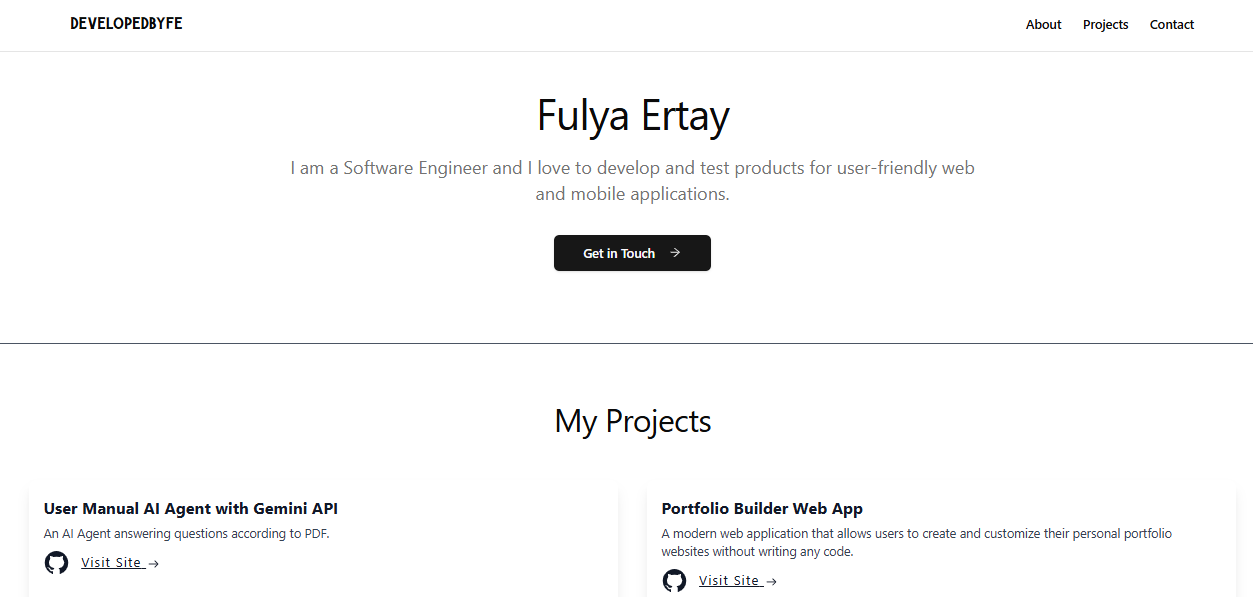 DEVELOPEDBYFE
About Projects Contact
Fulya Ertay
I am a Software Engineer and I love to develop and test products for user-friendly web
and mobile applications.
Get in Touch →
My Projects
User Manual AI Agent with Gemini API
An AI Agent answering questions according to PDF.
Visit Site →
Portfolio Builder Web App
A modern web application that allows users to create and customize their personal portfolio
websites without writing any code.
Visit Site →